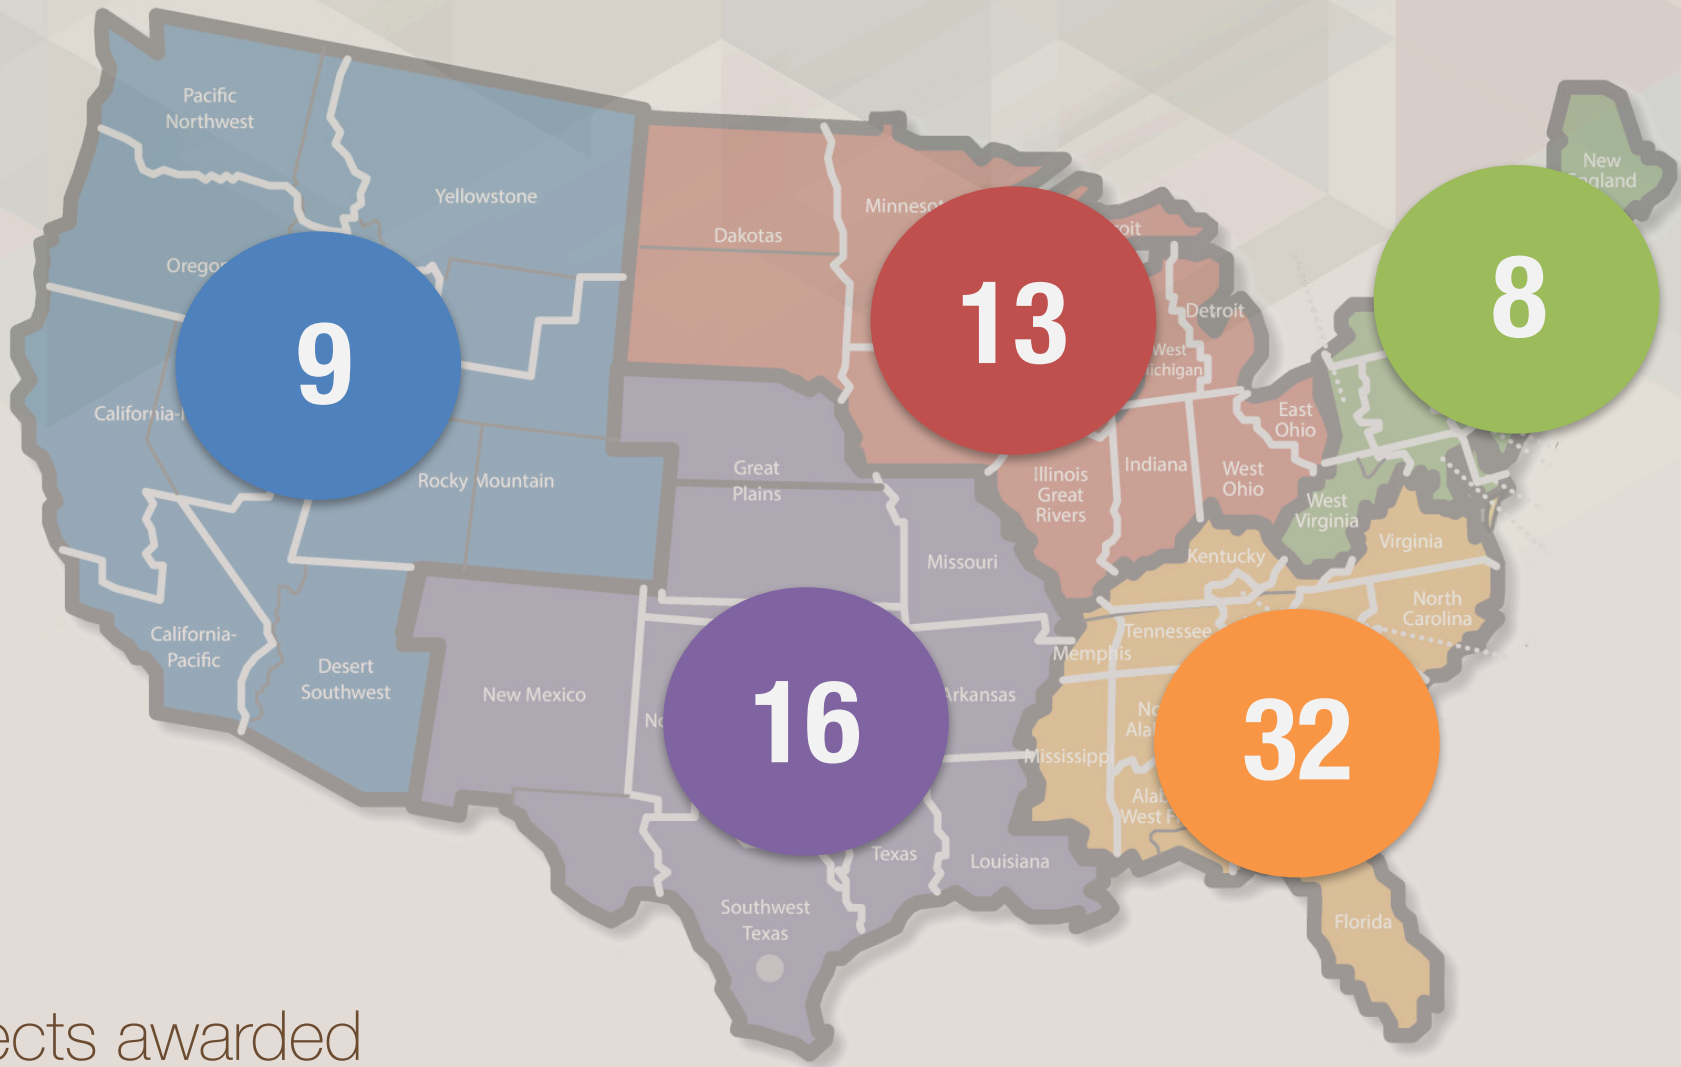 Pacific
Northwest
Yellowstone
Dakotas
New
9
13
8
Detroit
West
East
Ohio
Rocky Mountain
Great
Plains
Illinois
Great
Rivers
Indiana
West
Ohio
West
Virginia
Virginia
Kentucky
Missouri
North
Carolina
Tennessee
Memphis
California-
Pacific
Desert
Southwest
New Mexico
16
Arkansas
32
Mississippi
Texas
Louisiana
Southwest
Texas
Florida
awarded